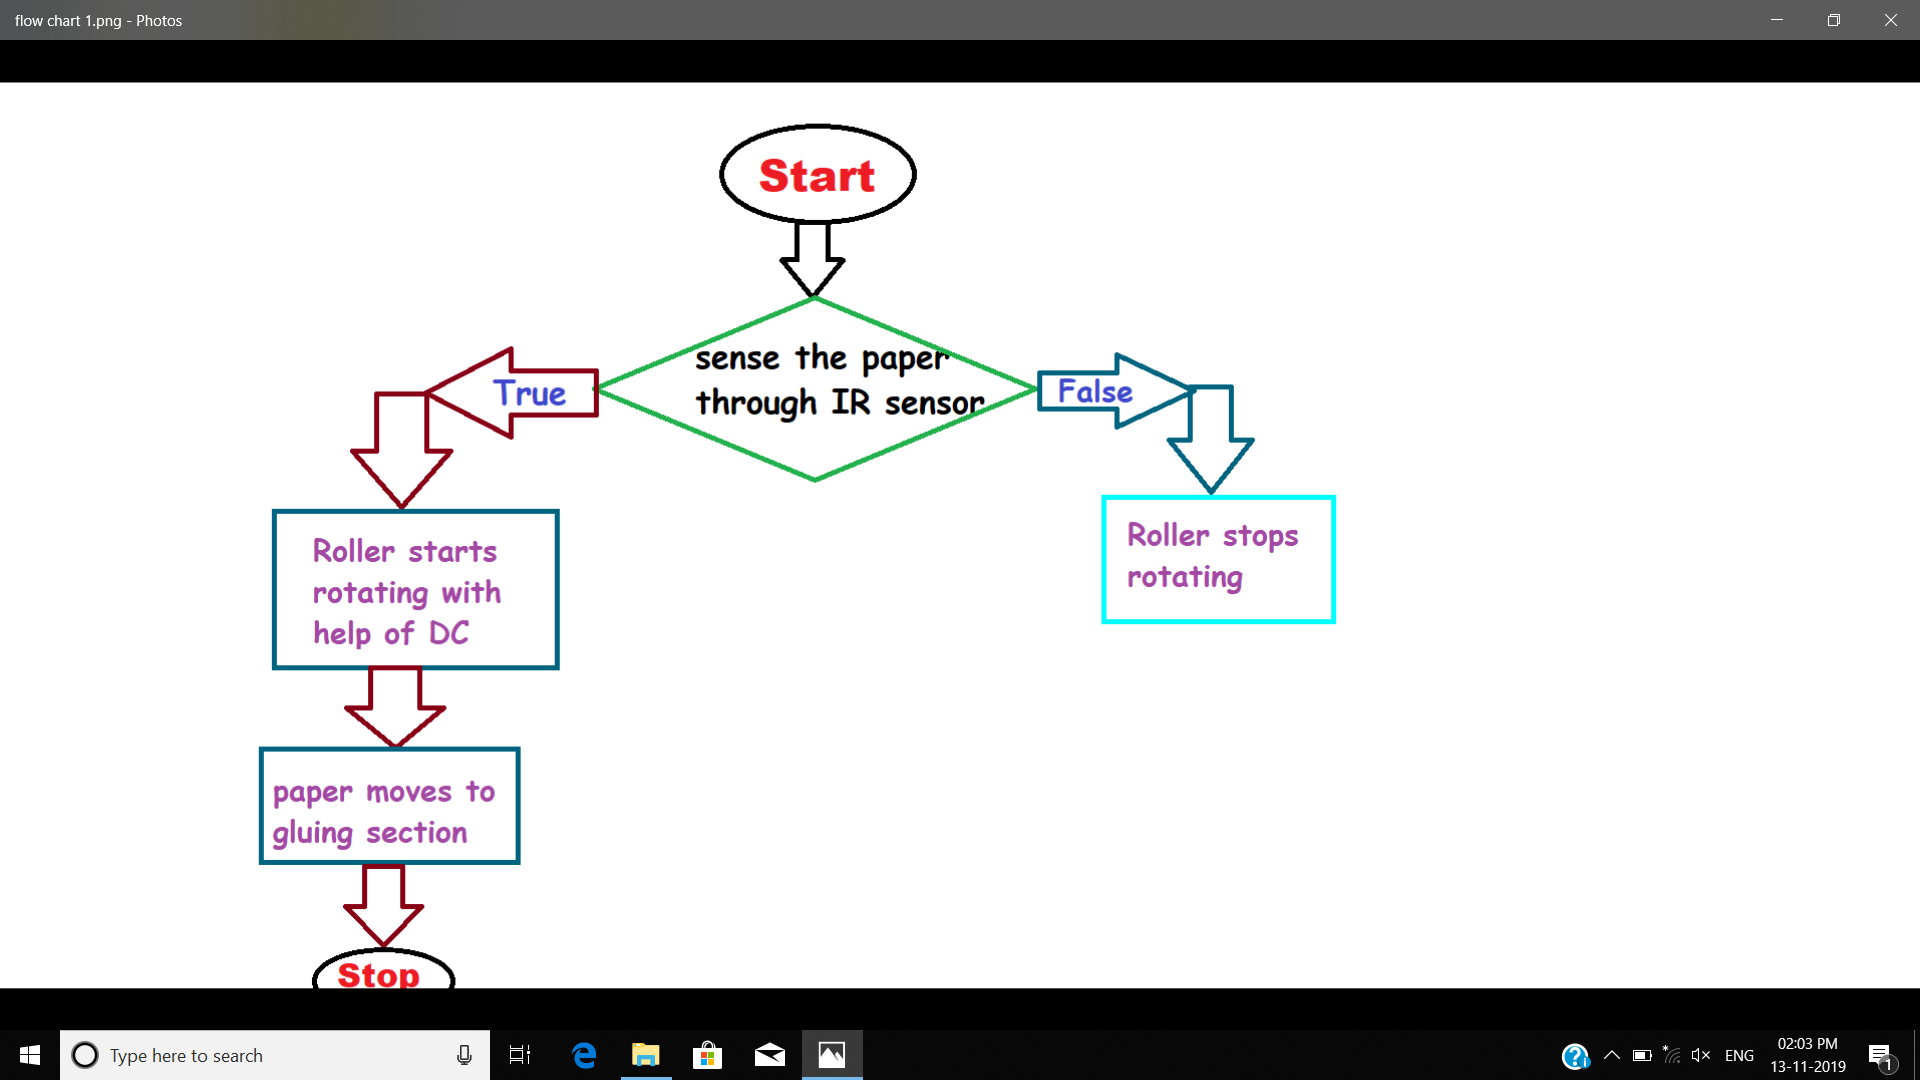 flow chart 1.png - Photos
Start
sense the paper
through IR sensor
True
False
Roller starts
rotating with
help of DC
Roller stops
rotating
paper moves to
gluing section
Stop
Type here to search
ENG
02:03 PM
13-11-2019
1